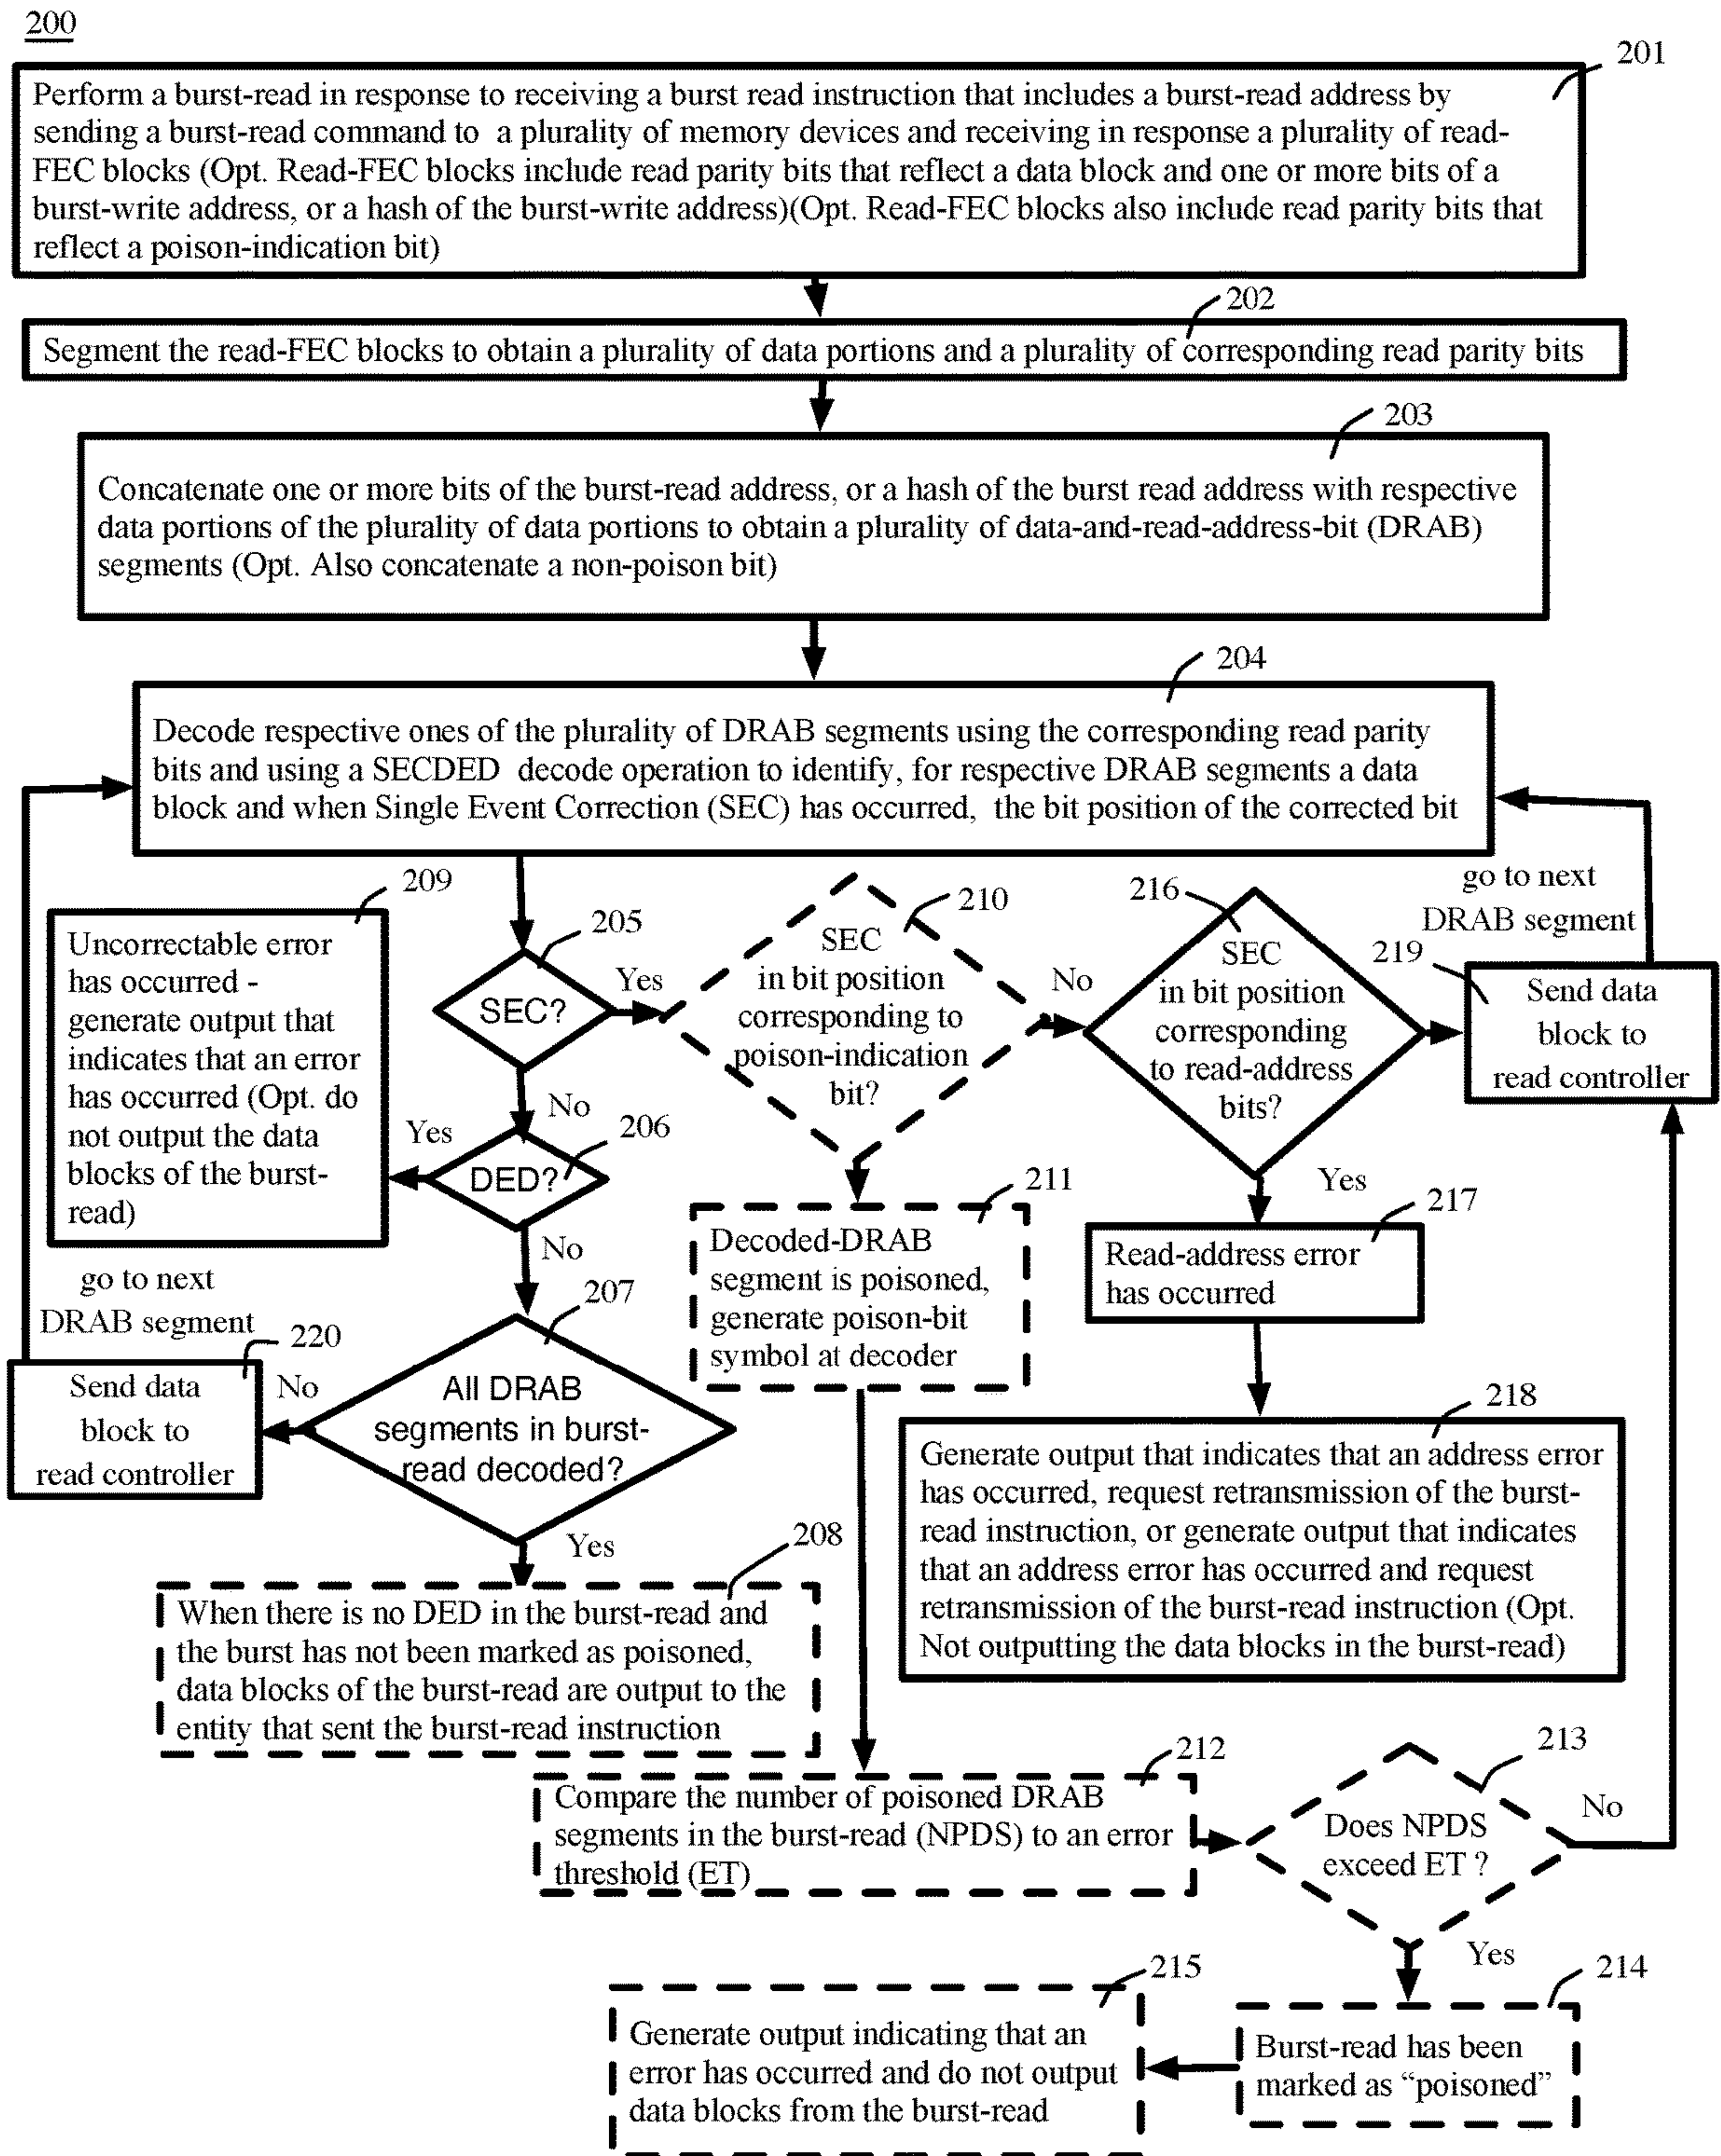 200
201
Perform a burst-read in response to receiving a burst read instruction that includes a burst-read address by
sending a burst-read command to a plurality of memory devices and receiving in response a plurality of read-
FEC blocks (Opt. Read-FEC blocks include read parity bits that reflect a data block and one or more bits of a
burst-write address, or a hash of the burst-write address)(Opt. Read-FEC blocks also include read parity bits that
reflect a poison-indication bit)
202
Segment the read-FEC blocks to obtain a plurality of data portions and a plurality of corresponding read parity bits
203
Concatenate one or more bits of the burst-read address, or a hash of the burst read address with respective
data portions of the plurality of data portions to obtain a plurality of data-and-read-address-bit (DRAB)
segments (Opt. Also concatenate a non-poison bit)
204
Decode respective ones of the plurality of DRAB segments using the corresponding read parity
bits and using a SECDED decode operation to identify, for respective DRAB segments a data
block and when Single Event Correction (SEC) has occurred, the bit position of the corrected bit
209
Uncorrectable error
has occurred -
generate output that
indicates that an error
has occurred (Opt. do
not output the data
blocks of the burst-
read)
205
SEC?
Yes
No
210
SEC
in bit position
corresponding to
poison-indication
bit?
No
216
SEC
in bit position
corresponding
to read-address
bits?
Yes
go to next
DRAB segment
219
Send data
block to
read controller
206
DED?
Yes
No
211
Decoded-DRAB
segment is poisoned,
generate poison-bit
symbol at decoder
217
Read-address error
has occurred
go to next
DRAB segment
220
Send data
block to
read controller
207
All DRAB
segments in burst-
read decoded?
No
Yes
218
Generate output that indicates that an address error
has occurred, request retransmission of the burst-
read instruction, or generate output that indicates
that an address error has occurred and request
retransmission of the burst-read instruction (Opt.
Not outputting the data blocks in the burst-read)
208
When there is no DED in the burst-read and
the burst has not been marked as poisoned,
data blocks of the burst-read are output to the
entity that sent the burst-read instruction
212
Compare the number of poisoned DRAB
segments in the burst-read (NPDS) to an error
threshold (ET)
213
Does NPDS
exceed ET ?
No
Yes
214
Burst-read has been
marked as “poisoned”
215
Generate output indicating that an
error has occurred and do not output
data blocks from the burst-read